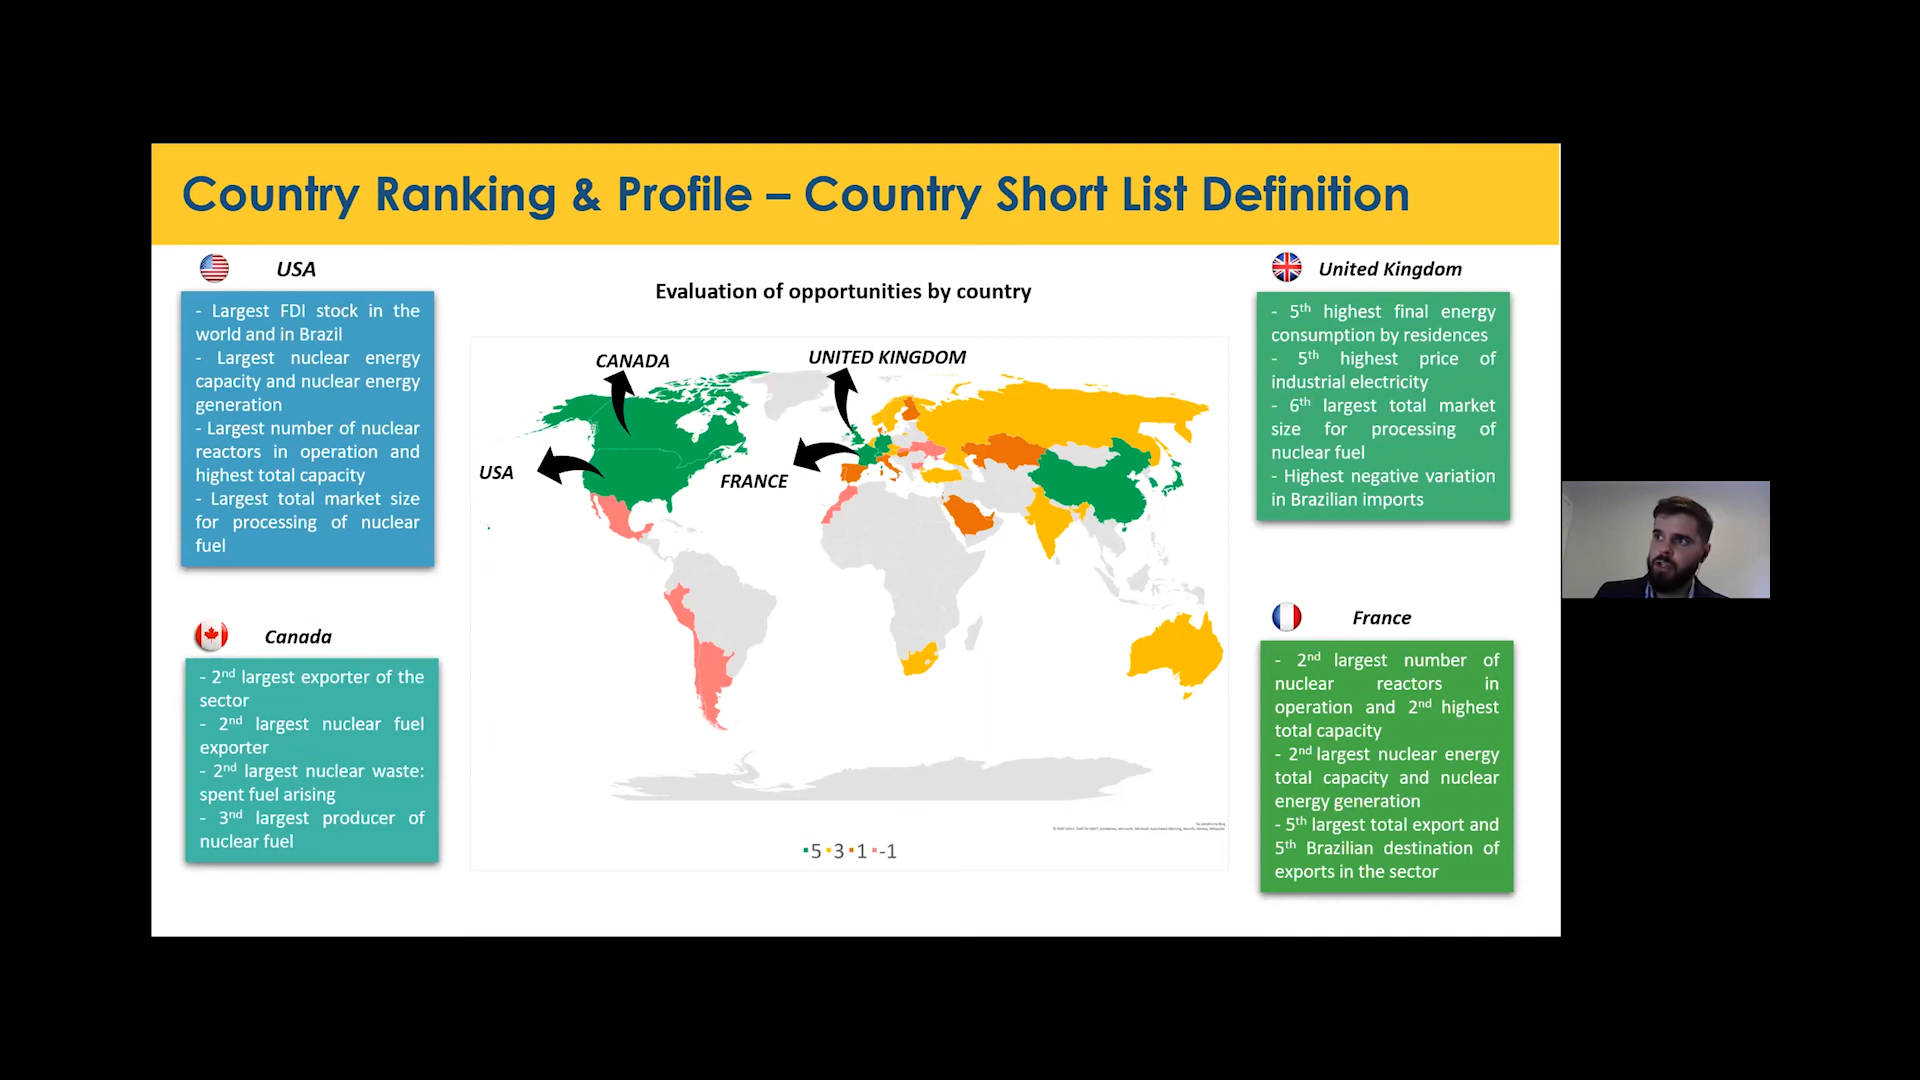 Country Ranking & Profile – Country Short List Definition
USA
- Largest FDI stock in the
world and in Brazil
- Largest nuclear energy
capacity and nuclear energy
generation
- Largest number of nuclear
reactors in operation and
highest total capacity
- Largest total market size
for processing of nuclear
fuel
Canada
- 2nd largest exporter of the
sector
- 2nd largest nuclear fuel
exporter
- 2nd largest nuclear waste:
spent fuel arising
- 3nd largest producer of
nuclear fuel
Evaluation of opportunities by country
CANADA
UNITED KINGDOM
USA
FRANCE
5 3 1 -1
United Kingdom
- 5th highest final energy
consumption by residences
- 5th highest price of
industrial electricity
- 6th largest total market
size for processing of
nuclear fuel
- Highest negative variation
in Brazilian imports
France
- 2nd largest number of
nuclear reactors in
operation and 2nd highest
total capacity
- 2nd largest nuclear energy
total capacity and nuclear
energy generation
- 5th largest total export and
5th Brazilian destination of
exports in the sector